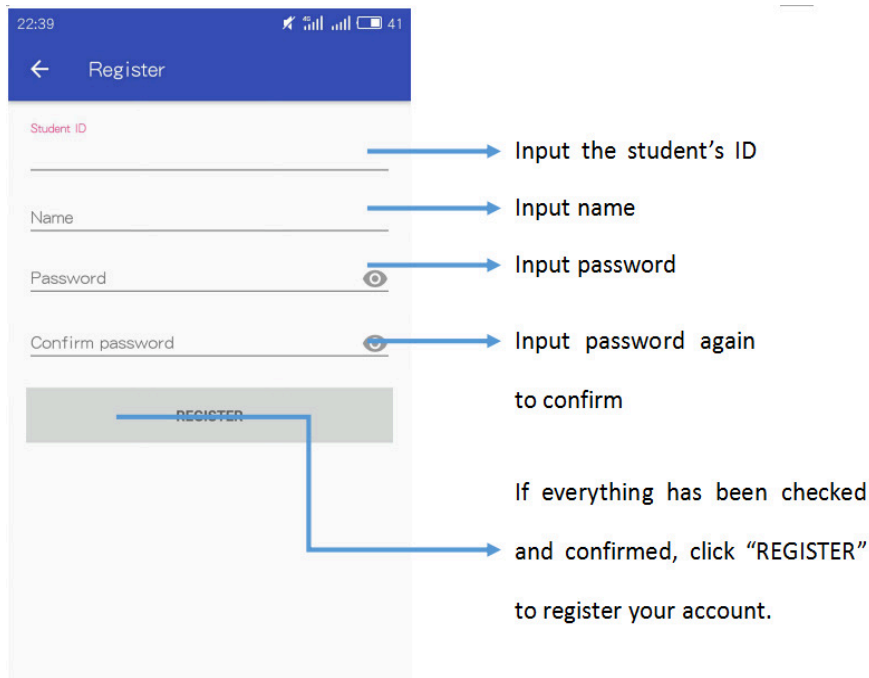 22:39
4G 41
Register
Student ID
Input the student’s ID
Name
Input name
Password
Input password
Confirm password
Input password again
to confirm
REGISTER
If everything has been checked
and confirmed, click “REGISTER”
to register your account.